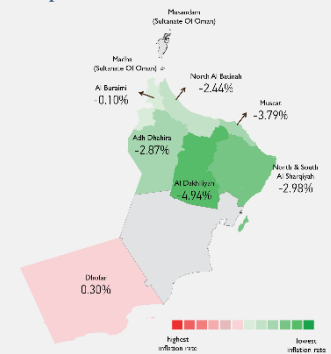 Musandam
(Sultanate Of Oman)
Madha
(Sultanate Of Oman)
North Al Batinah
-2.44%
Al Buraimi
-0.10%
Muscat
-3.79%
Adh Dhahira
-2.87%
North & South
Al Sharqiyah
-2.98%
Al Dakhiliyah
-4.94%
Dhofar
0.30%
highest
inflation rate
lowest
inflation rate